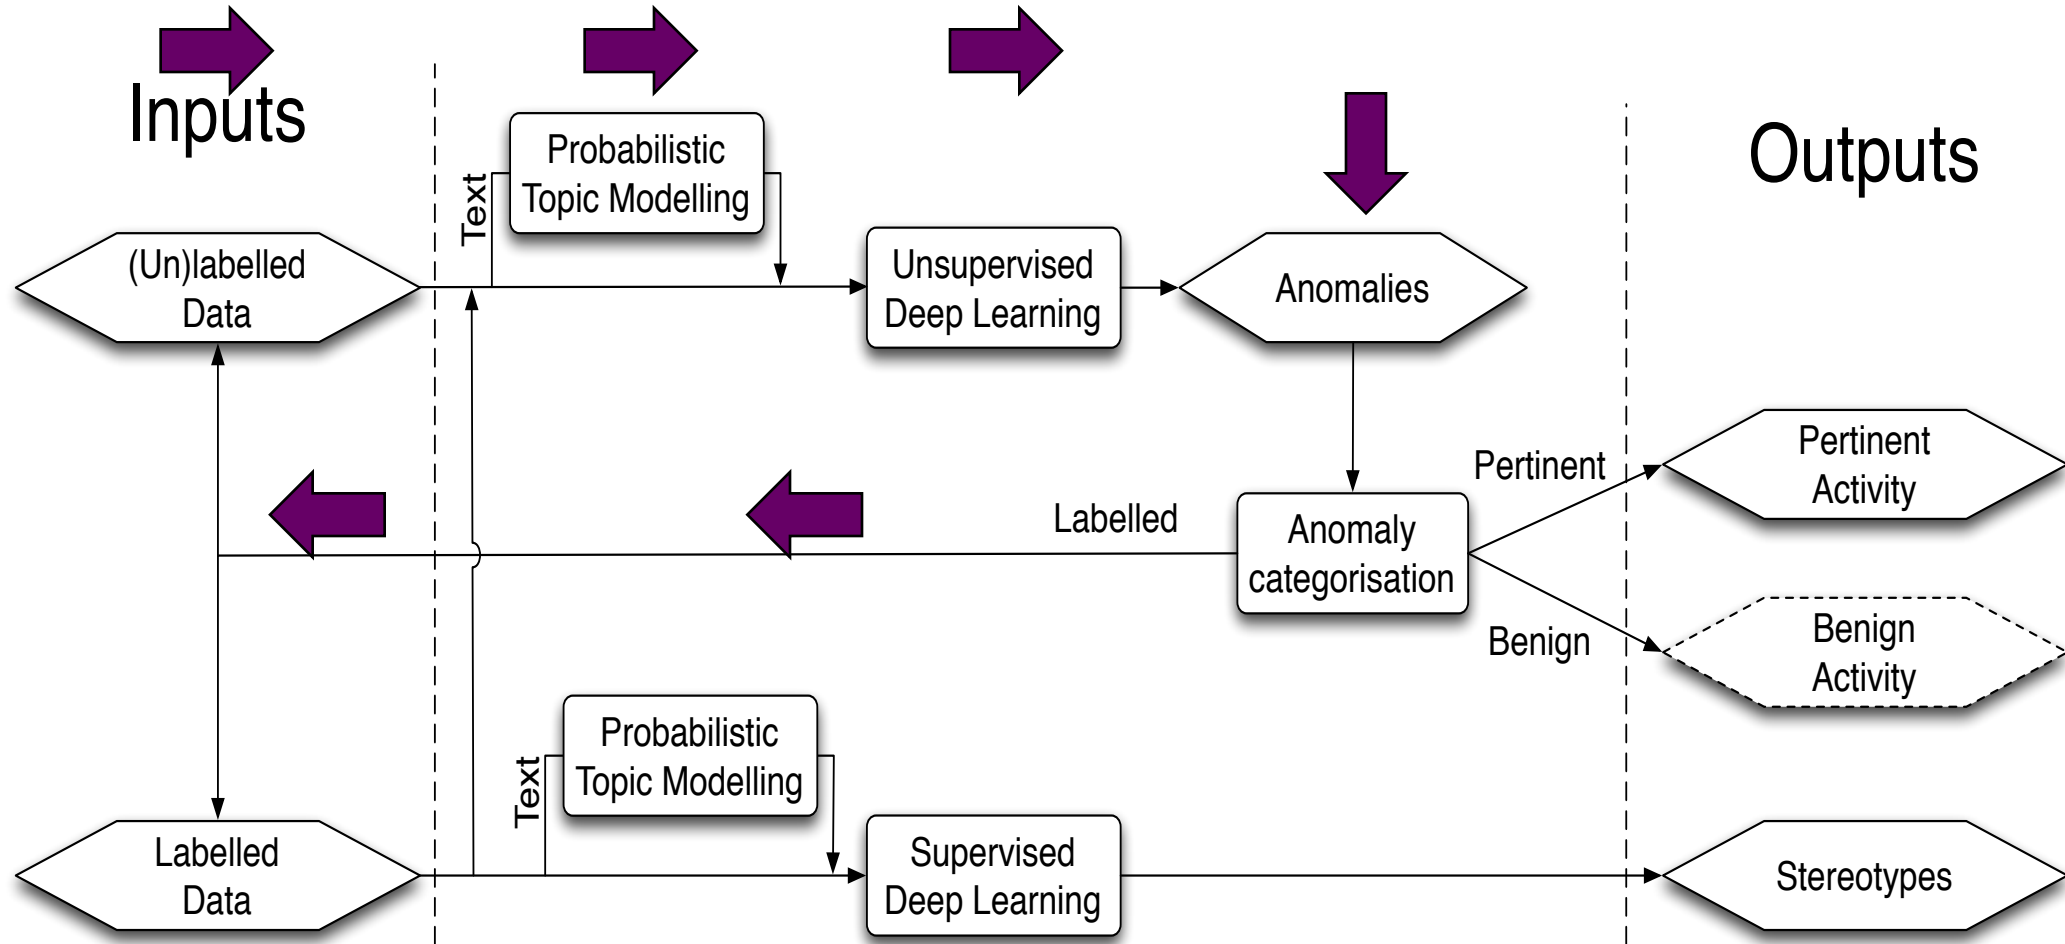 Inputs
Outputs
Text
Probabilistic
Topic Modelling
(Un)labelled
Data
Unsupervised
Deep Learning
Anomalies
Pertinent
Pertinent
Activity
Labelled
Anomaly
categorisation
Benign
Benign
Activity
Text
Probabilistic
Topic Modelling
Labelled
Data
Supervised
Deep Learning
Stereotypes